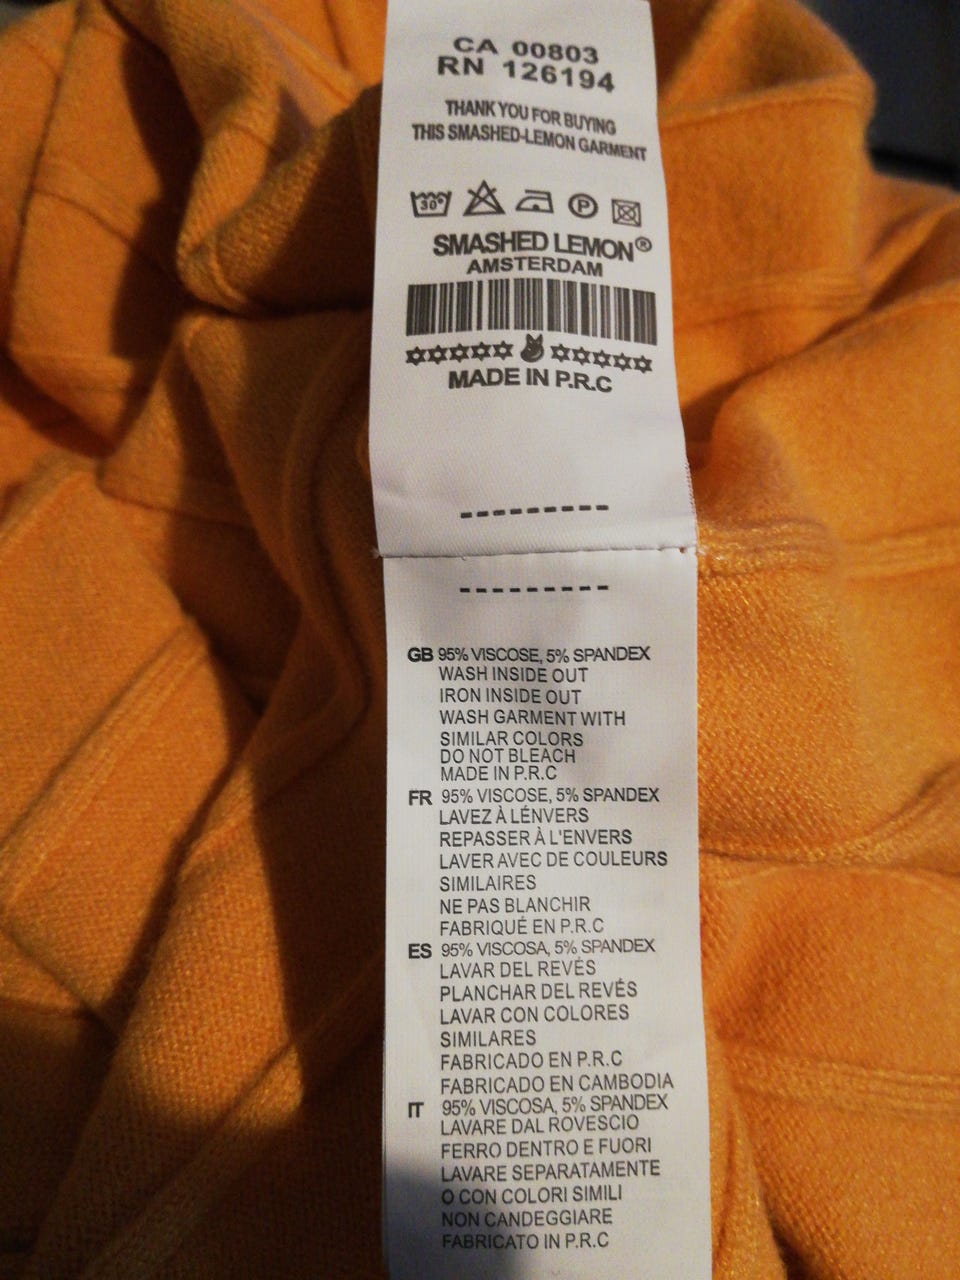 CA 00803
RN 126194
THANK YOU FOR BUYING
THIS SMASHED-LEMON GARMENT
30° P
SMASHED LEMON®
AMSTERDAM
MADE IN P.R.C
GB 95% VISCOSE, 5% SPANDEX
WASH INSIDE OUT
IRON INSIDE OUT
WASH GARMENT WITH
SIMILAR COLORS
DO NOT BLEACH
MADE IN P.R.C
FR 95% VISCOSE, 5% SPANDEX
LAVEZ À LÉNVERS
REPASSER À L'ENVERS
LAVER AVEC DE COULEURS
SIMILAIRES
NE PAS BLANCHIR
FABRIQUÉ EN P.R.C
ES 95% VISCOSA, 5% SPANDEX
LAVAR DEL REVÉS
PLANCHAR DEL REVÉS
LAVAR CON COLORES
SIMILARES
FABRICADO EN P.R.C
FABRICADO EN CAMBODIA
IT 95% VISCOSA, 5% SPANDEX
LAVARE DAL ROVESCIO
FERRO DENTRO E FUORI
LAVARE SEPARATAMENTE
O CON COLORI SIMILI
NON CANDEGGIARE
FABRICATO IN P.R.C